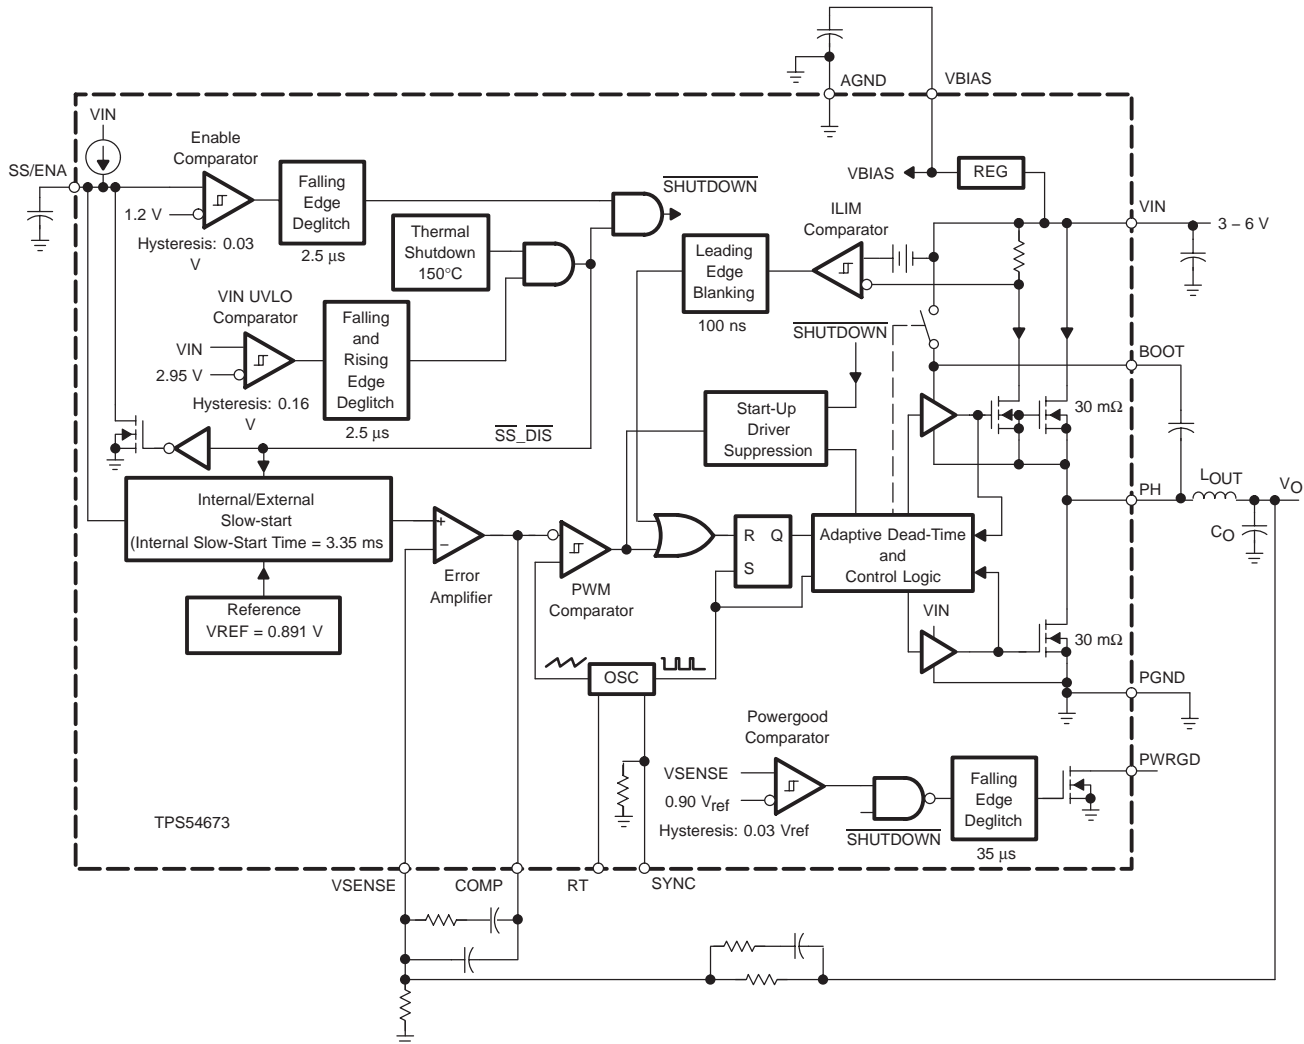 AGND
VBIAS
VIN
SS/ENA
Enable
Comparator
1.2 V
Hysteresis: 0.03
V
Falling
Edge
Deglitch
2.5 μs
SHUTDOWN
Thermal
Shutdown
150°C
VBIAS
REG
ILIM
Comparator
VIN
3 – 6 V
Leading
Edge
Blanking
100 ns
VIN UVLO
Comparator
VIN
2.95 V
Hysteresis: 0.16
V
Falling
and
Rising
Edge
Deglitch
2.5 μs
SHUTDOWN
BOOT
30 mΩ
Start-Up
Driver
Suppression
SS_DIS
PH
LOUT
VO
CO
Internal/External
Slow-start
(Internal Slow-Start Time = 3.35 ms
Reference
VREF = 0.891 V
+
−
Error
Amplifier
PWM
Comparator
R Q
S
Adaptive Dead-Time
and
Control Logic
VIN
30 mΩ
OSC
PGND
Powergood
Comparator
VSENSE
0.90 Vref
Hysteresis: 0.03 Vref
SHUTDOWN
Falling
Edge
Deglitch
35 μs
PWRGD
TPS54673
VSENSE
COMP
RT
SYNC